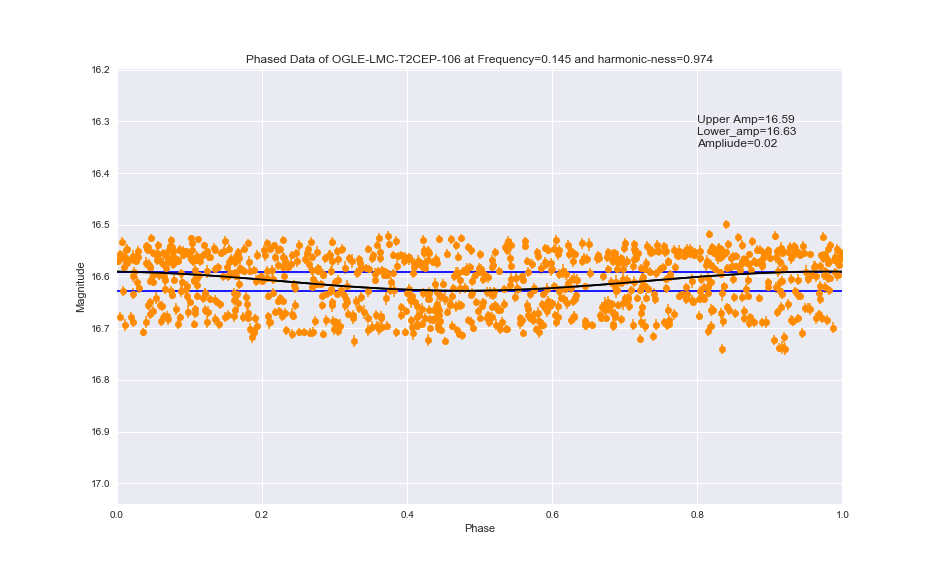 Phased Data of OGLE-LMC-T2CEP-106 at Frequency=0.145 and harmonic-ness=0.974
16.2
16.3
16.4
16.5
16.6
16.7
16.8
16.9
17.0
Magnitude
Upper Amp=16.59
Lower_amp=16.63
Ampliude=0.02
0.0
0.2
0.4
0.6
0.8
1.0
Phase